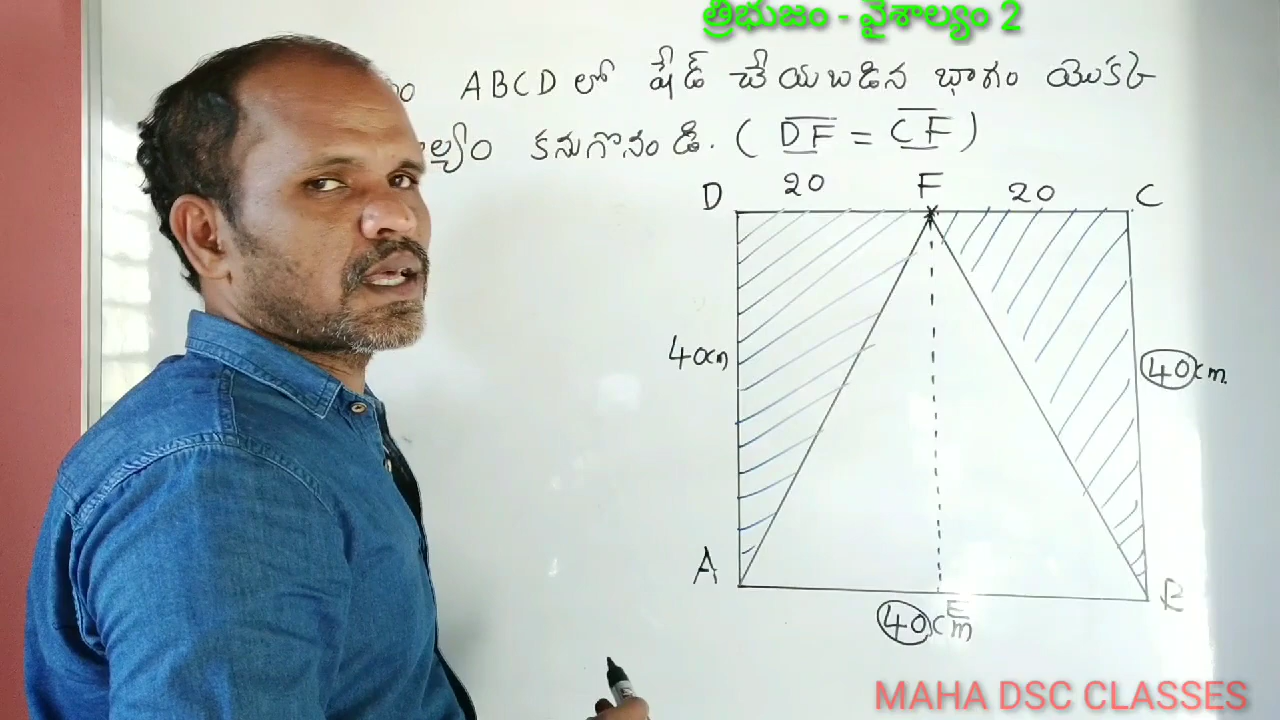 త్రిభుజం - వైశాల్యం 2
ABCD లో షేడ్ చేయబడిన భాగం యొక్క
కనుగొనండి. ( DF = CF )
D 20 F 20 C
40cm 40cm
A B
E
40cm
MAHA DSC CLASSES